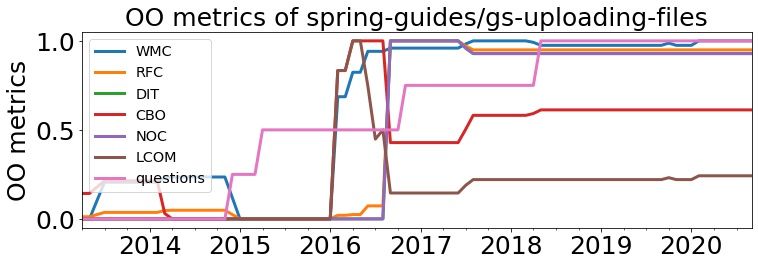 OO metrics of spring-guides/gs-uploading-files
OO metrics
1.0
0.5
0.0
WMC
RFC
DIT
CBO
NOC
LCOM
questions
2014 2015 2016 2017 2018 2019 2020